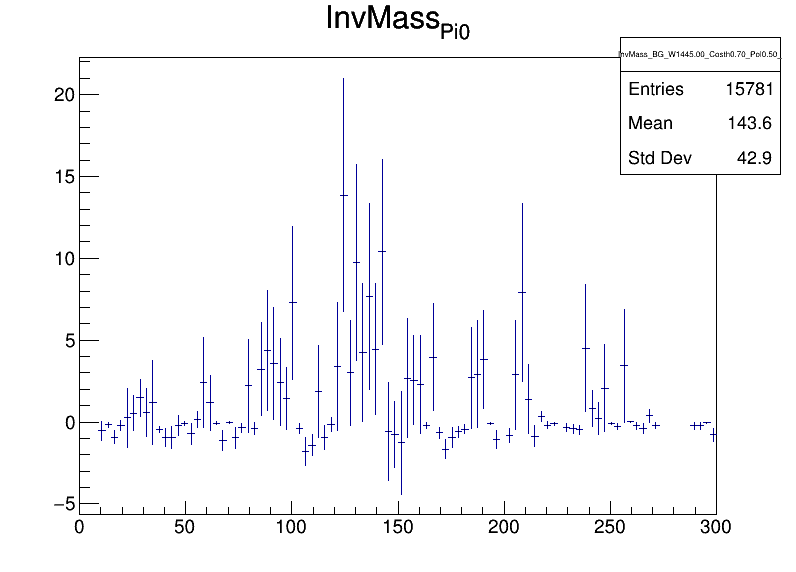 InvMass_Pi0
InvMass_BG_W1445.00_Costh0.70_Pol0.50_
Entries 15781
Mean 143.6
Std Dev 42.9
20
15
10
5
0
−5
0 50 100 150 200 250 300